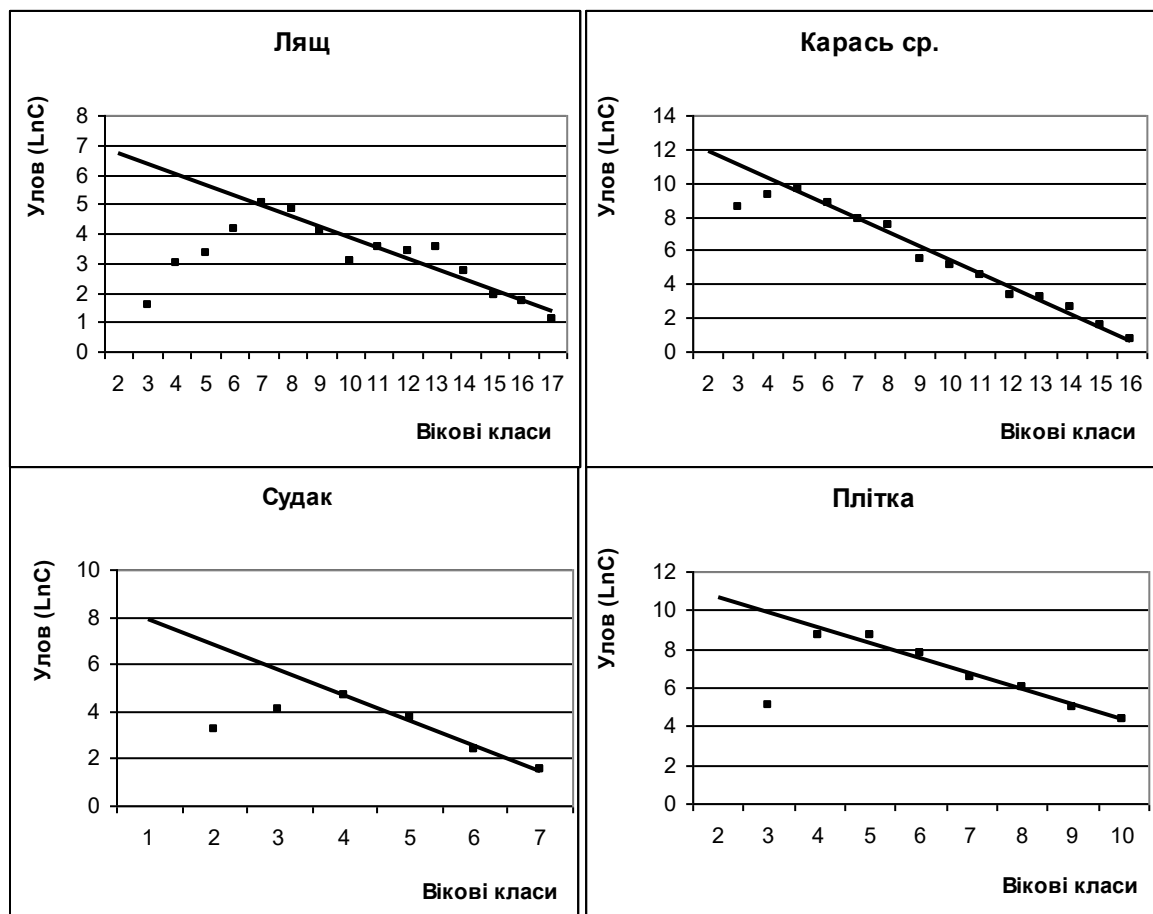 Лящ
Улов (LnC)
8
7
6
5
4
3
2
1
0
2 3 4 5 6 7 8 9 10 11 12 13 14 15 16 17
Вікові класи
Карась ср.
Улов (LnC)
14
12
10
8
6
4
2
0
2 3 4 5 6 7 8 9 10 11 12 13 14 15 16
Вікові класи
Судак
Улов (LnC)
10
8
6
4
2
0
1 2 3 4 5 6 7
Вікові класи
Плітка
Улов (LnC)
12
10
8
6
4
2
0
2 3 4 5 6 7 8 9 10
Вікові класи